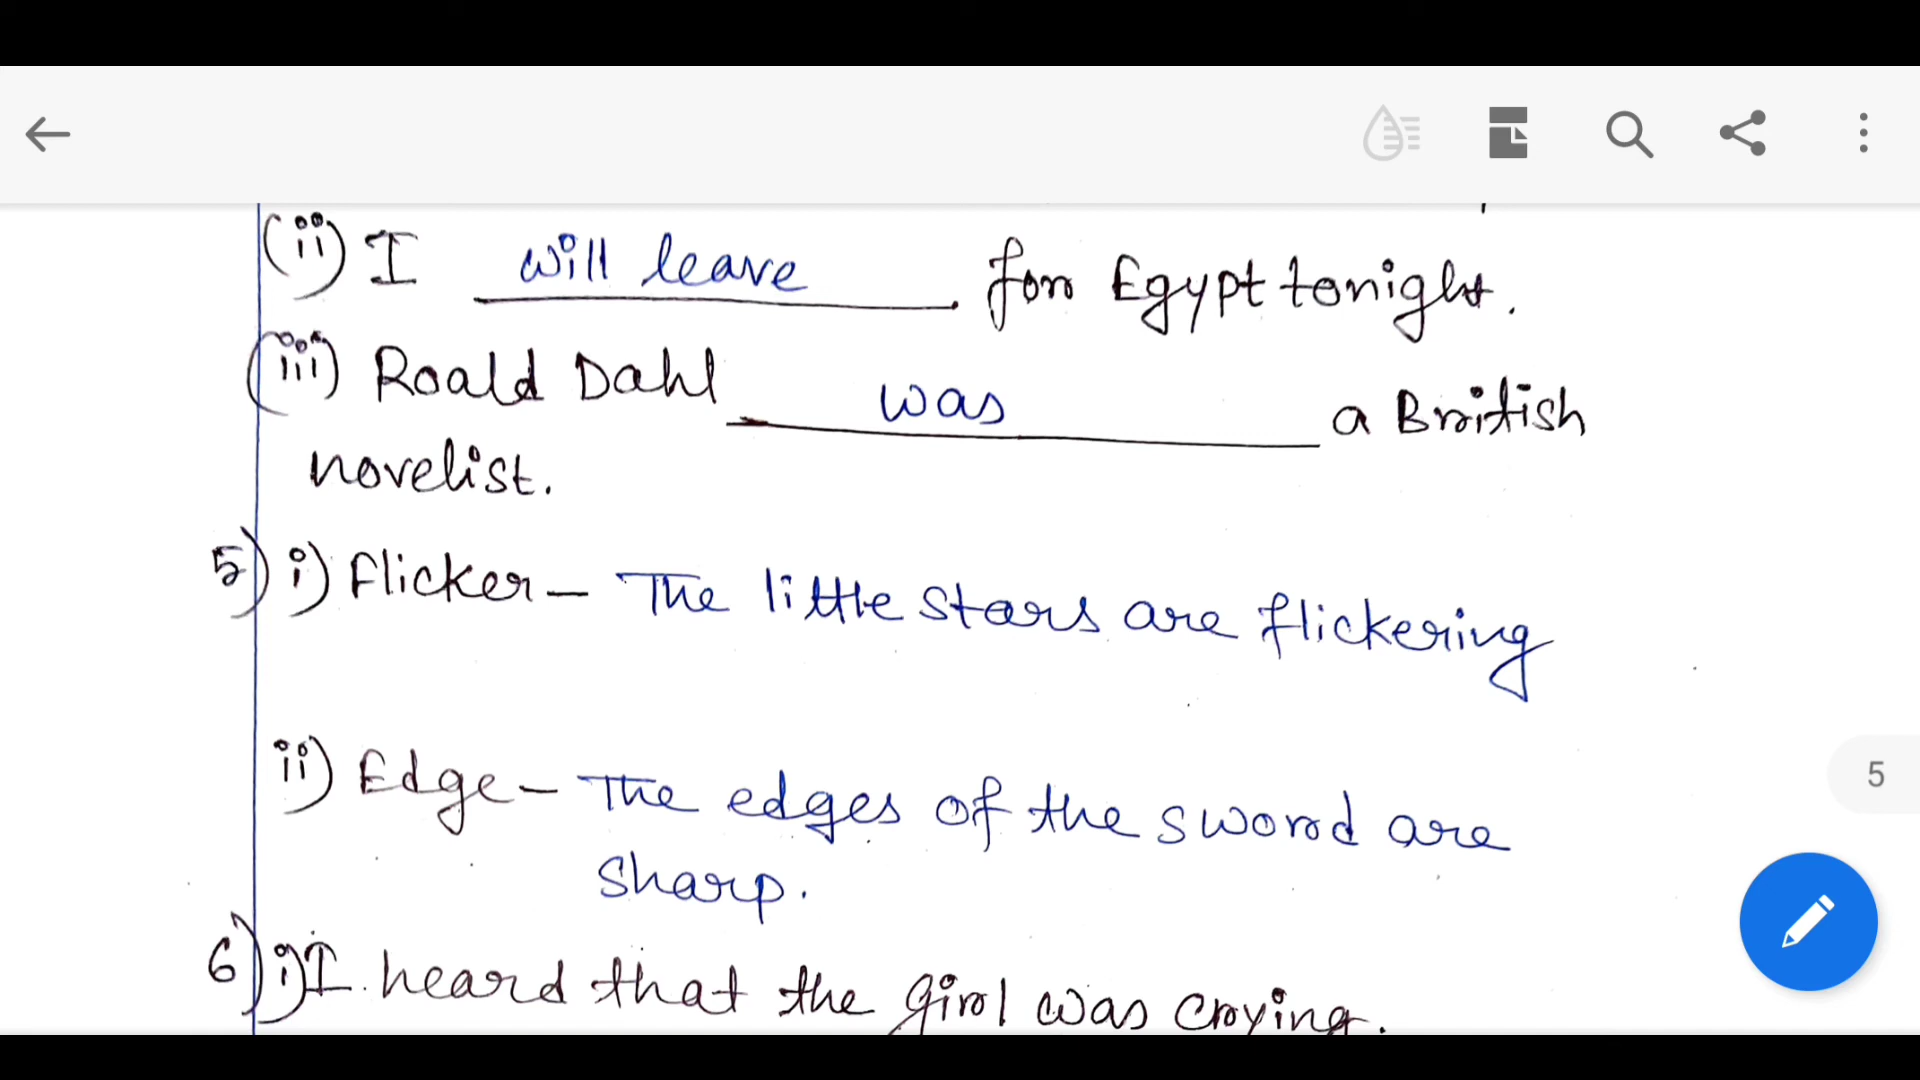 (ii) I will leave for Egypt tonight.
(iii) Roald Dahl was a British
novelist.
5) i) Flicker - The little stars are flickering
ii) Edge - The edges of the sword are
sharp.
5
6) i) I heard that the girl was crying.